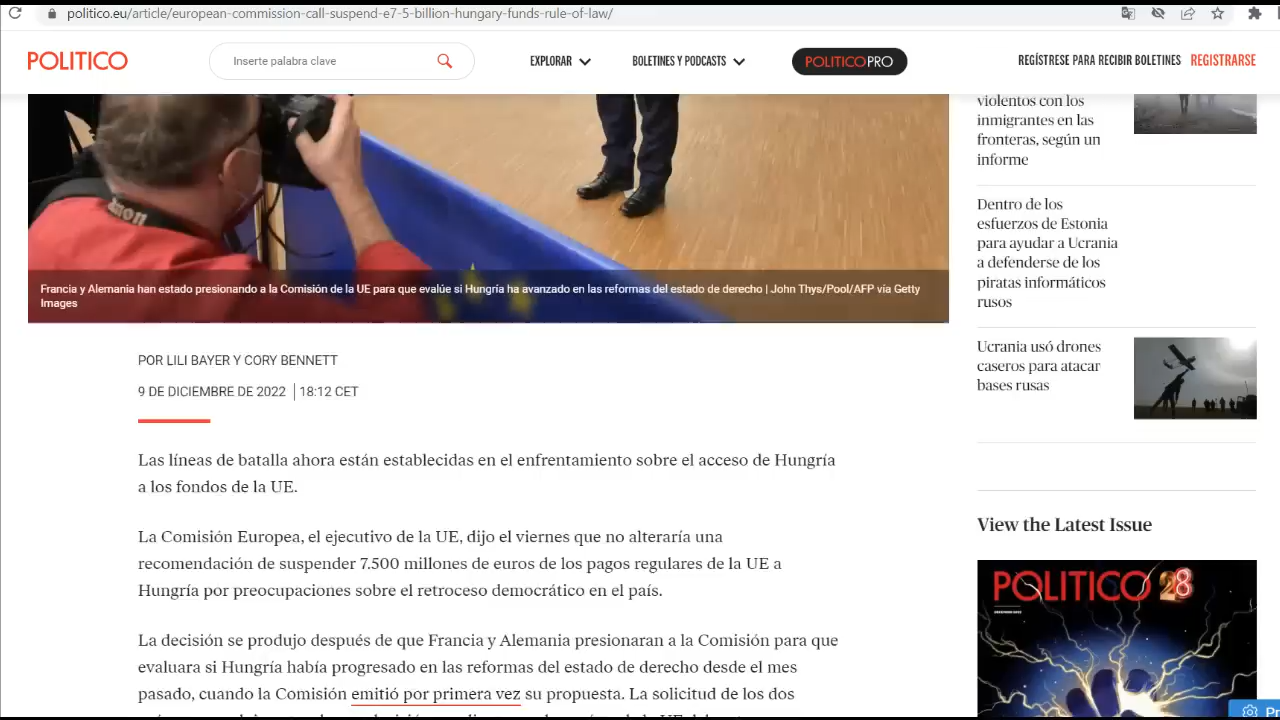 politico.eu/article/european-commission-call-suspend-e7-5-billion-hungary-funds-rule-of-law/
POLITICO
Inserte palabra clave
EXPLORAR
BOLETINES Y PODCASTS
POLITICOPRO
REGÍSTRESE PARA RECIBIR BOLETINES
REGISTRARSE
Canon
Francia y Alemania han estado presionando a la Comisión de la UE para que evalúe si Hungría ha avanzado en las reformas del estado de derecho | John Thys/Pool/AFP vía Getty
Images
POR LILI BAYER Y CORY BENNETT
9 DE DICIEMBRE DE 2022 | 18:12 CET
Las líneas de batalla ahora están establecidas en el enfrentamiento sobre el acceso de Hungría
a los fondos de la UE.
La Comisión Europea, el ejecutivo de la UE, dijo el viernes que no alteraría una
recomendación de suspender 7.500 millones de euros de los pagos regulares de la UE a
Hungría por preocupaciones sobre el retroceso democrático en el país.
La decisión se produjo después de que Francia y Alemania presionaran a la Comisión para que
evaluara si Hungría había progresado en las reformas del estado de derecho desde el mes
pasado, cuando la Comisión emitió por primera vez su propuesta. La solicitud de los dos
violentos con los
inmigrantes en las
fronteras, según un
informe
Dentro de los
esfuerzos de Estonia
para ayudar a Ucrania
a defenderse de los
piratas informáticos
rusos
Ucrania usó drones
caseros para atacar
bases rusas
View the Latest Issue
POLITICO 28
Pr